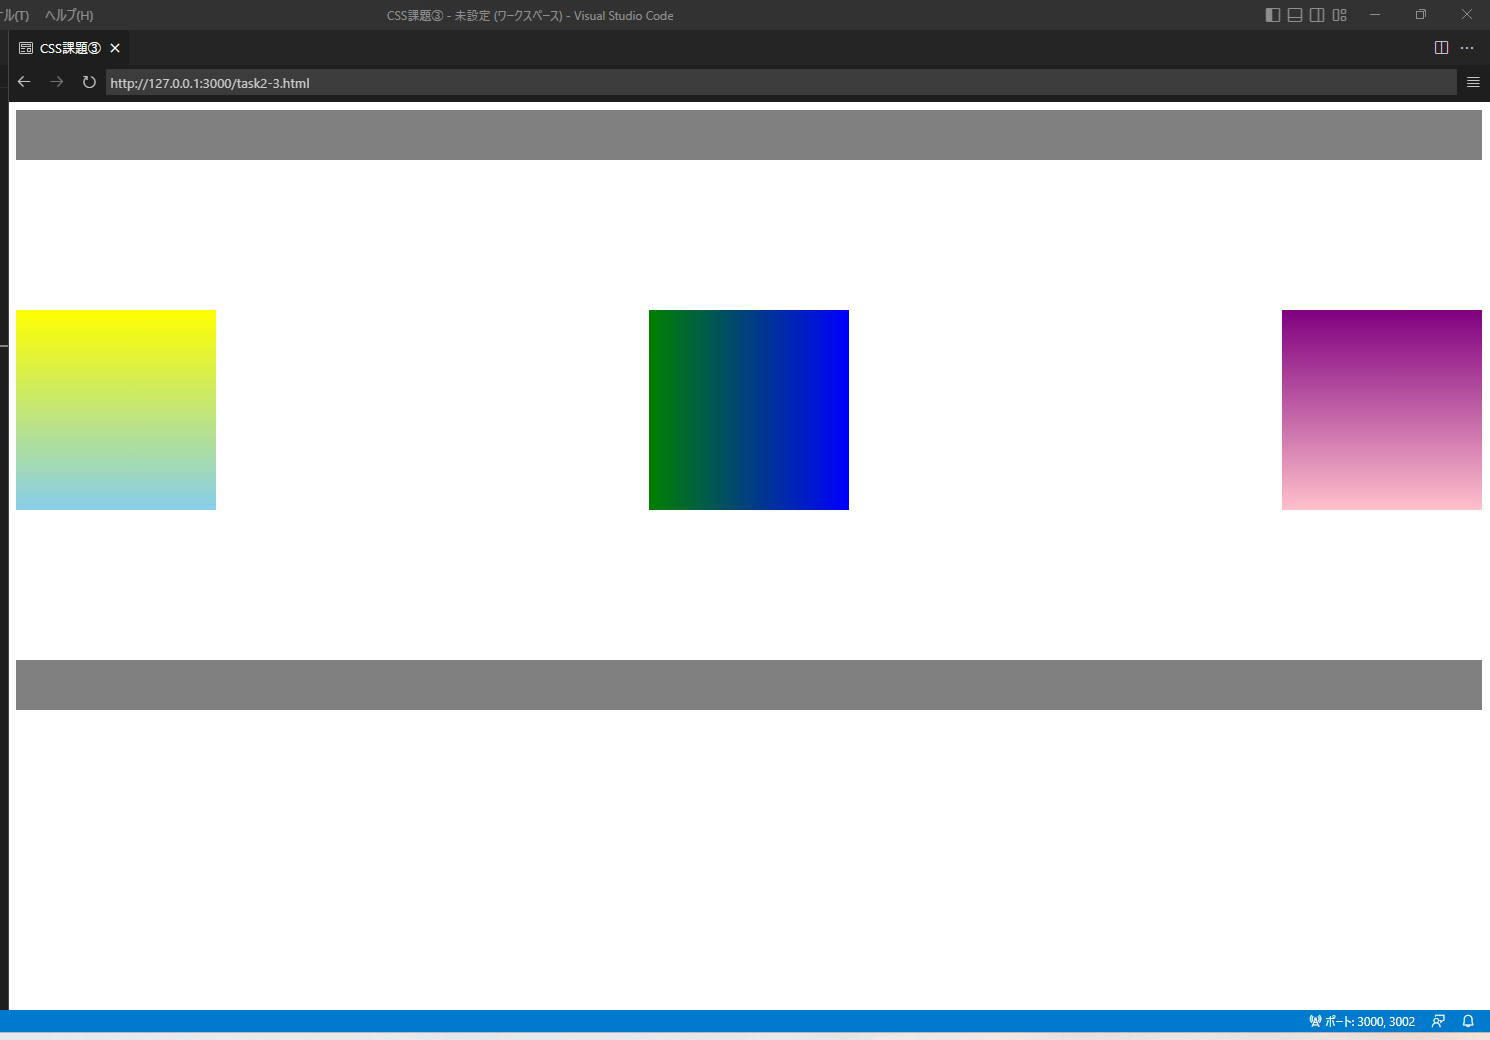 ル(T) ヘルプ(H) CSS課題③ - 未設定 (ワークスペース) - Visual Studio Code
CSS課題③
http://127.0.0.1:3000/task2-3.html
ポート: 3000, 3002